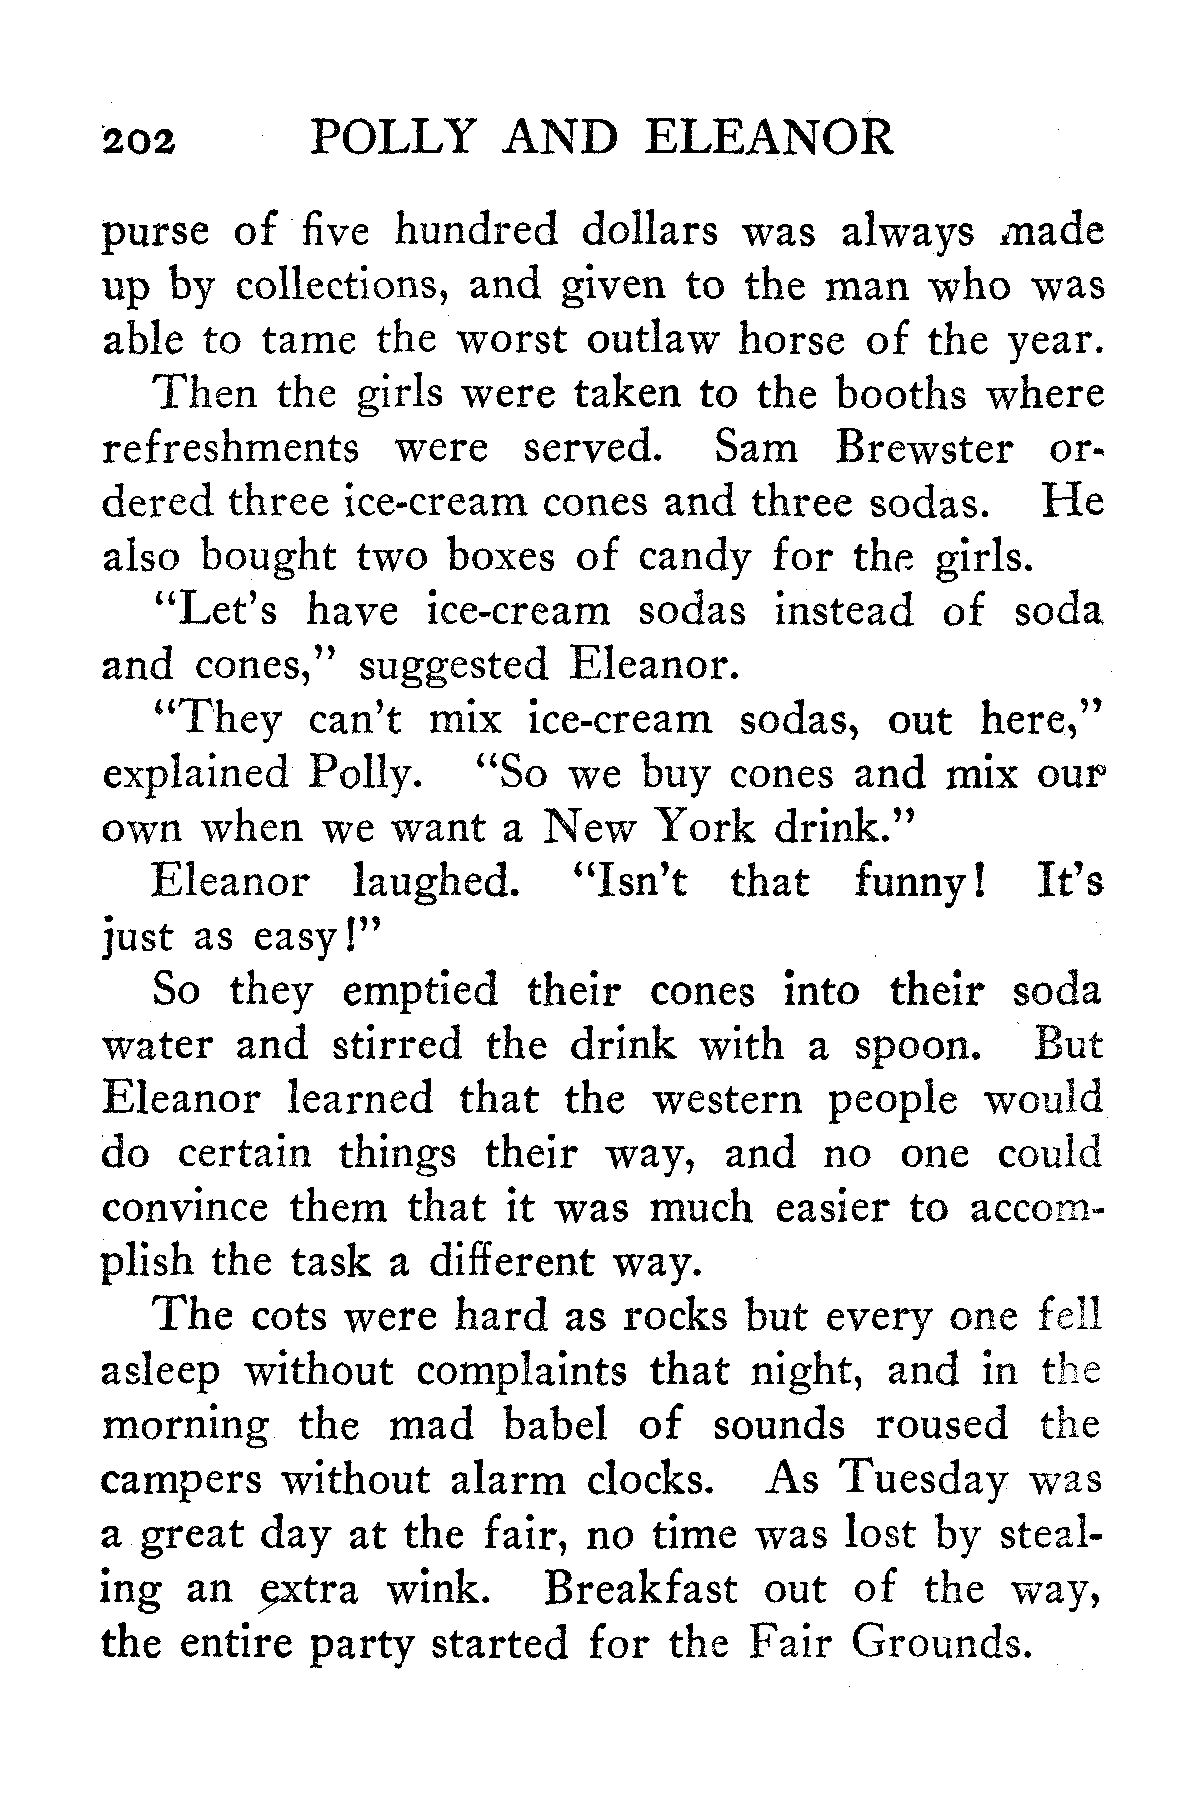 202 POLLY AND ELEANOR
purse of five hundred dollars was always made
up by collections, and given to the man who was
able to tame the worst outlaw horse of the year.
Then the girls were taken to the booths where
refreshments were served. Sam Brewster or-
dered three ice-cream cones and three sodas. He
also bought two boxes of candy for the girls.
“Let’s have ice-cream sodas instead of soda
and cones,” suggested Eleanor.
“They can’t mix ice-cream sodas, out here,”
explained Polly. “So we buy cones and mix our
own when we want a New York drink.”
Eleanor laughed. “Isn’t that funny! It’s
just as easy!”
So they emptied their cones into their soda
water and stirred the drink with a spoon. But
Eleanor learned that the western people would
do certain things their way, and no one could
convince them that it was much easier to accom-
plish the task a different way.
The cots were hard as rocks but every one fell
asleep without complaints that night, and in the
morning the mad babel of sounds roused the
campers without alarm clocks. As Tuesday was
a great day at the fair, no time was lost by steal-
ing an extra wink. Breakfast out of the way,
the entire party started for the Fair Grounds.